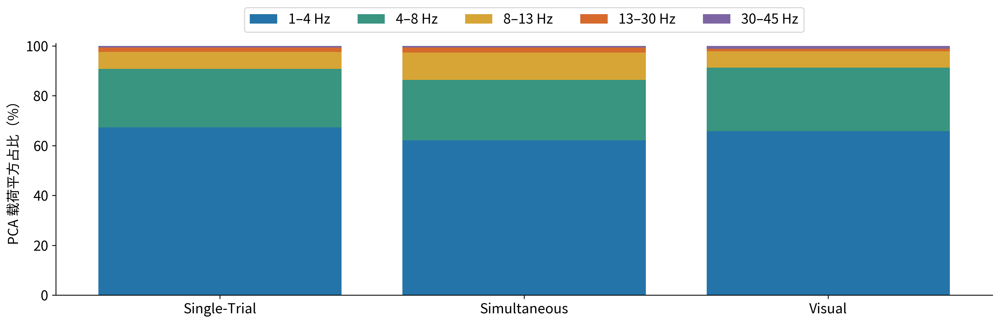 1–4 Hz 4–8 Hz 8–13 Hz 13–30 Hz 30–45 Hz
PCA 载荷平方占比（%）
100
80
60
40
20
0
Single-Trial Simultaneous Visual